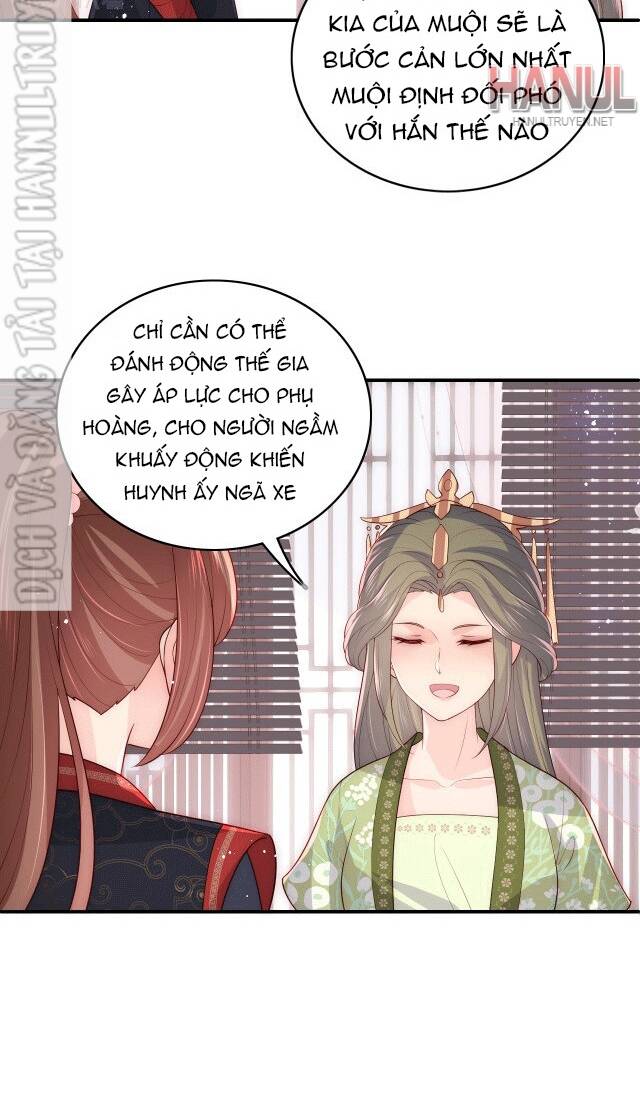 KIA CỦA MUỘI SẼ LÀ
BƯỚC CẢN LỚN NHẤT
MUỘI ĐỊNH ĐỐI PHÓ
VỚI HẮN THẾ NÀO
HANUL
HANULTRUYEN.NET
CHỈ CẦN CÓ THỂ
ĐÁNH ĐỘNG THẾ GIA
GÂY ÁP LỰC CHO PHỤ
HOÀNG, CHO NGƯỜI NGẦM
KHUẤY ĐỘNG KHIẾN
HUYNH ẤY NGÃ XE
DỊCH VÀ ĐĂNG TẢI TẠI HANNULTRUY